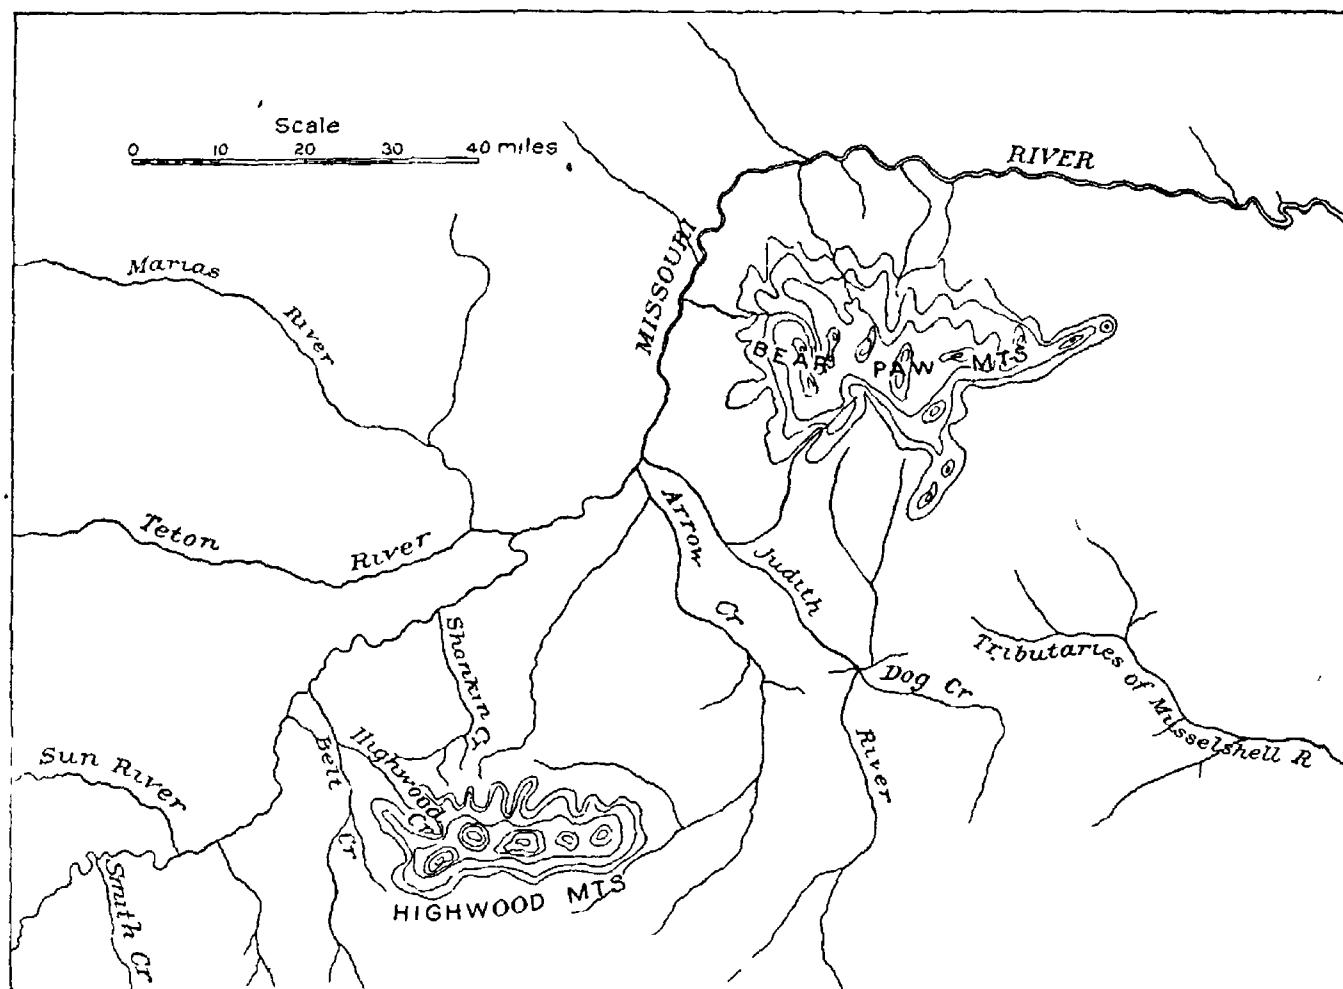 Scale
0 10 20 30 40 miles
RIVER
Marias
River
MISSOURI
BEAR PAW MTS
Teton
River
Arrow
Cr
Judith
River
Dog Cr
Tributaries of Musselshell R
Shonkin Cr
Highwood
Cr
Belt
Cr
Sun River
Smith Cr
HIGHWOOD MTS